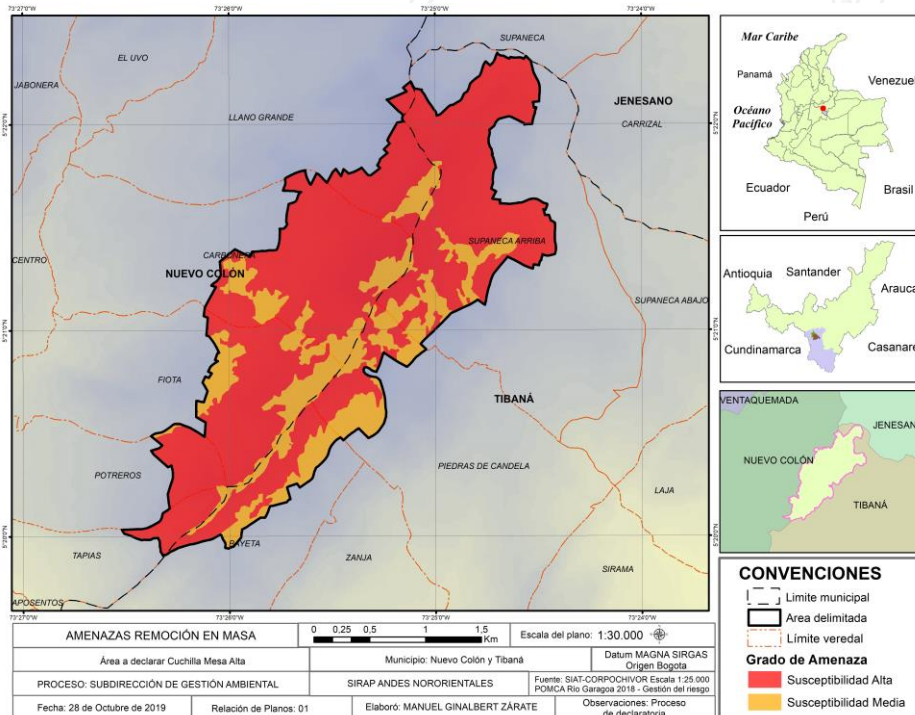 73°27'0"W 73°26'0"W 73°25'0"W 73°24'0"W
SUPANECA
EL UVO
JABONERA
JENESANO
LLANO GRANDE
CARRIZAL
5°22'0"N 5°22'0"N
SUPANECA ARRIBA
CARBONERA
CENTRO
NUEVO COLÓN
SUPANECA ABAJO
5°21'0"N 5°21'0"N
FIOTA
TIBANÁ
PIEDRAS DE CANDELA
POTREROS
LAJA
5°20'0"N 5°20'0"N
BAYETA
TAPIAS
ZANJA
SIRAMA
APOSENTOS
73°27'0"W 73°26'0"W 73°25'0"W 73°24'0"W
Mar Caribe
Panamá
Venezuel
Océano
Pacífico
Ecuador
Brasil
Perú
Antioquia
Santander
Arauca
Cundinamarca
Casanare
VENTAQUEMADA
JENESAN
NUEVO COLÓN
TIBANÁ
CONVENCIONES
Limite municipal
Area delimitada
Límite veredal
Grado de Amenaza
Susceptibilidad Alta
Susceptibilidad Media
AMENAZAS REMOCIÓN EN MASA
0 0,25 0,5 1 1,5
Km
Escala del plano: 1:30.000
Área a declarar Cuchilla Mesa Alta
Municipio: Nuevo Colón y Tibaná
Datum MAGNA SIRGAS
Origen Bogota
PROCESO: SUBDIRECCIÓN DE GESTIÓN AMBIENTAL
SIRAP ANDES NORORIENTALES
Fuente: SIAT-CORPOCHIVOR Escala 1:25.000
POMCA Río Garagoa 2018 - Gestión del riesgo
Fecha: 28 de Octubre de 2019
Relación de Planos: 01
Elaboró: MANUEL GINALBERT ZÁRATE
Observaciones: Proceso
de declaratoria